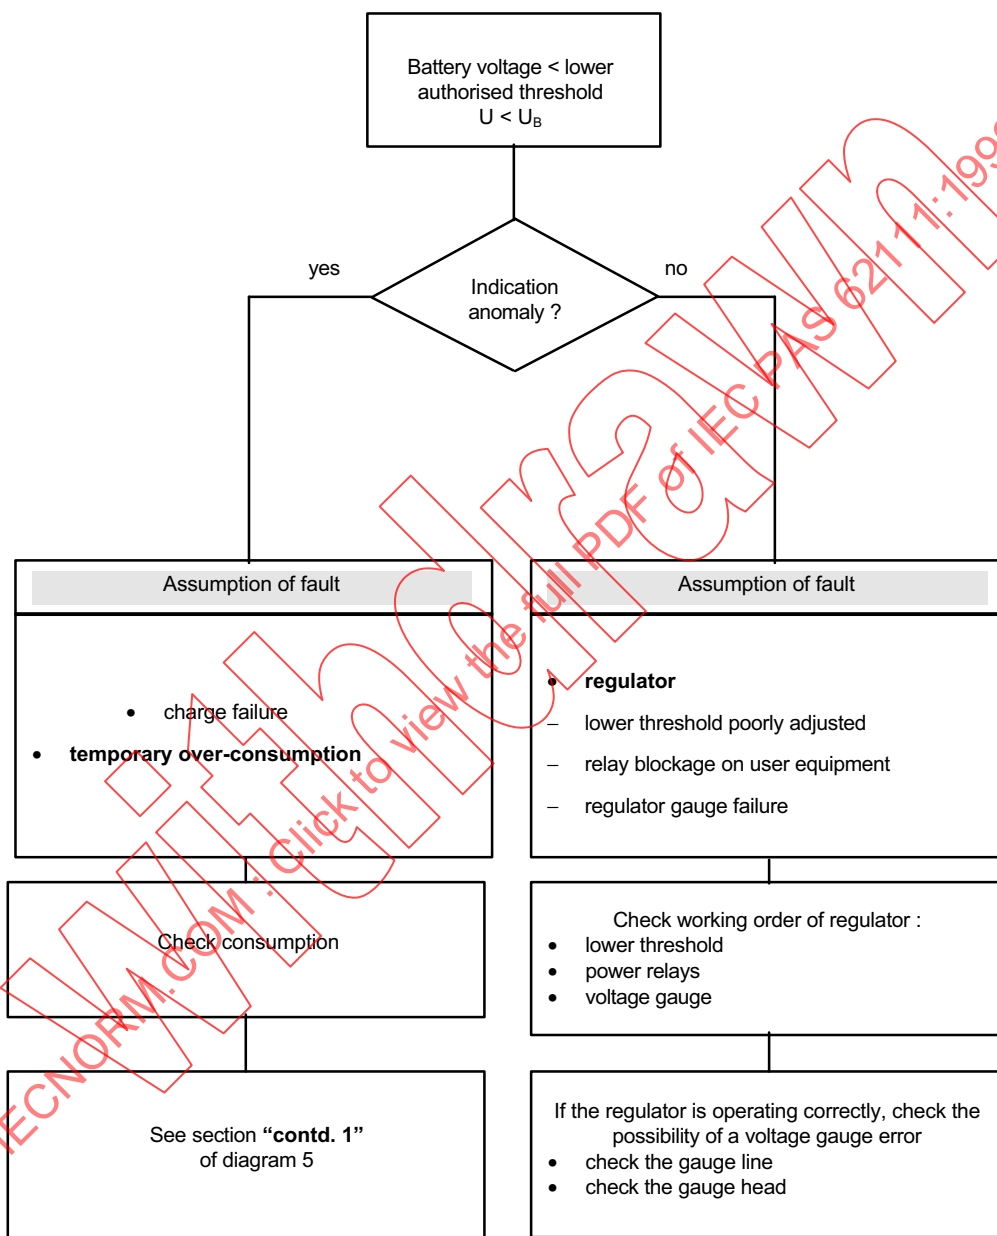 Battery voltage < lower
authorised threshold
U < U_B
yes
no
Indication
anomaly ?
Assumption of fault
• charge failure
• temporary over-consumption
Check consumption
See section “contd. 1”
of diagram 5
Assumption of fault
• regulator
– lower threshold poorly adjusted
– relay blockage on user equipment
– regulator gauge failure
Check working order of regulator :
• lower threshold
• power relays
• voltage gauge
If the regulator is operating correctly, check the
possibility of a voltage gauge error
• check the gauge line
• check the gauge head
withdrawn
IECNORM.COM : Click to view the full PDF of IEC PAS 62111:199